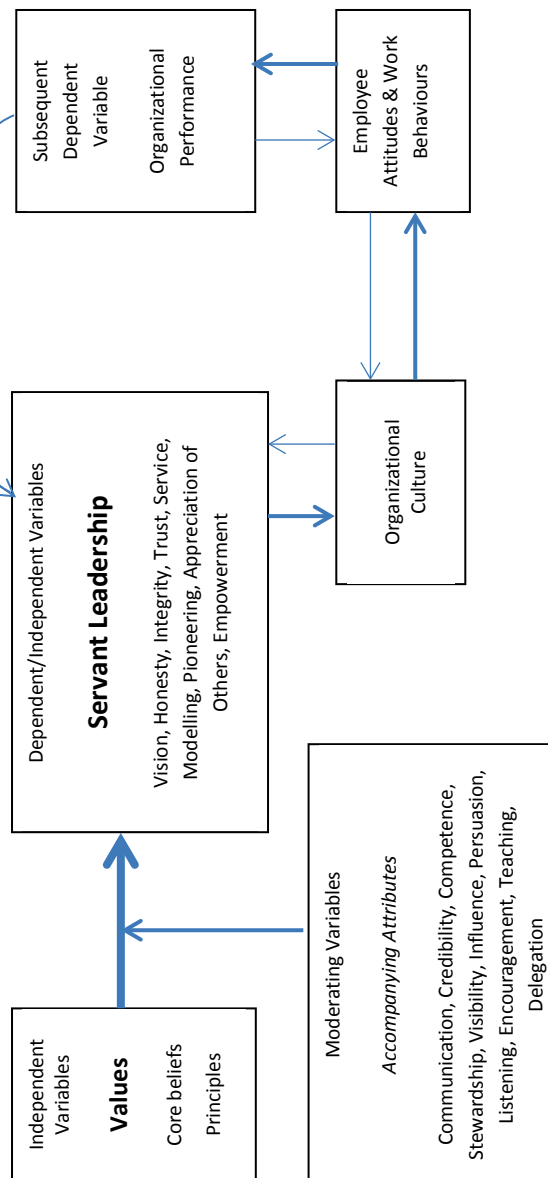 Independent
Variables
Values
Core beliefs
Principles
Dependent/Independent Variables
Servant Leadership
Vision, Honesty, Integrity, Trust, Service,
Modelling, Pioneering, Appreciation of
Others, Empowerment
Subsequent
Dependent
Variable
Organizational
Performance
Moderating Variables
Accompanying Attributes
Communication, Credibility, Competence,
Stewardship, Visibility, Influence, Persuasion,
Listening, Encouragement, Teaching,
Delegation
Organizational
Culture
Employee
Attitudes & Work
Behaviours